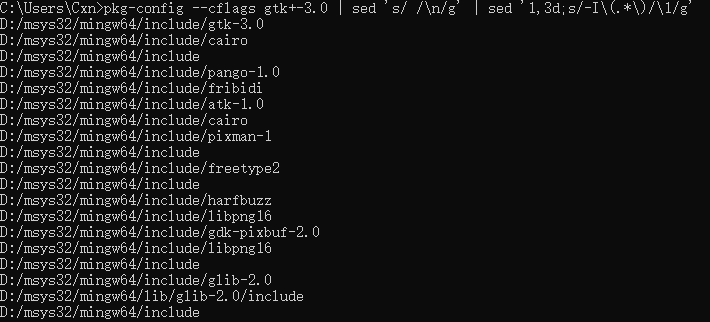 C:\Users\Cxn>pkg-config --cflags gtk+-3.0 | sed 's/ /\n/g' | sed '1,3d;s/-I\(.*\)/\1/g'
D:/msys32/mingw64/include/gtk-3.0
D:/msys32/mingw64/include/cairo
D:/msys32/mingw64/include
D:/msys32/mingw64/include/pango-1.0
D:/msys32/mingw64/include/fribidi
D:/msys32/mingw64/include/atk-1.0
D:/msys32/mingw64/include/cairo
D:/msys32/mingw64/include/pixman-1
D:/msys32/mingw64/include
D:/msys32/mingw64/include/freetype2
D:/msys32/mingw64/include
D:/msys32/mingw64/include/harfbuzz
D:/msys32/mingw64/include/libpng16
D:/msys32/mingw64/include/gdk-pixbuf-2.0
D:/msys32/mingw64/include/libpng16
D:/msys32/mingw64/include
D:/msys32/mingw64/include/glib-2.0
D:/msys32/mingw64/lib/glib-2.0/include
D:/msys32/mingw64/include